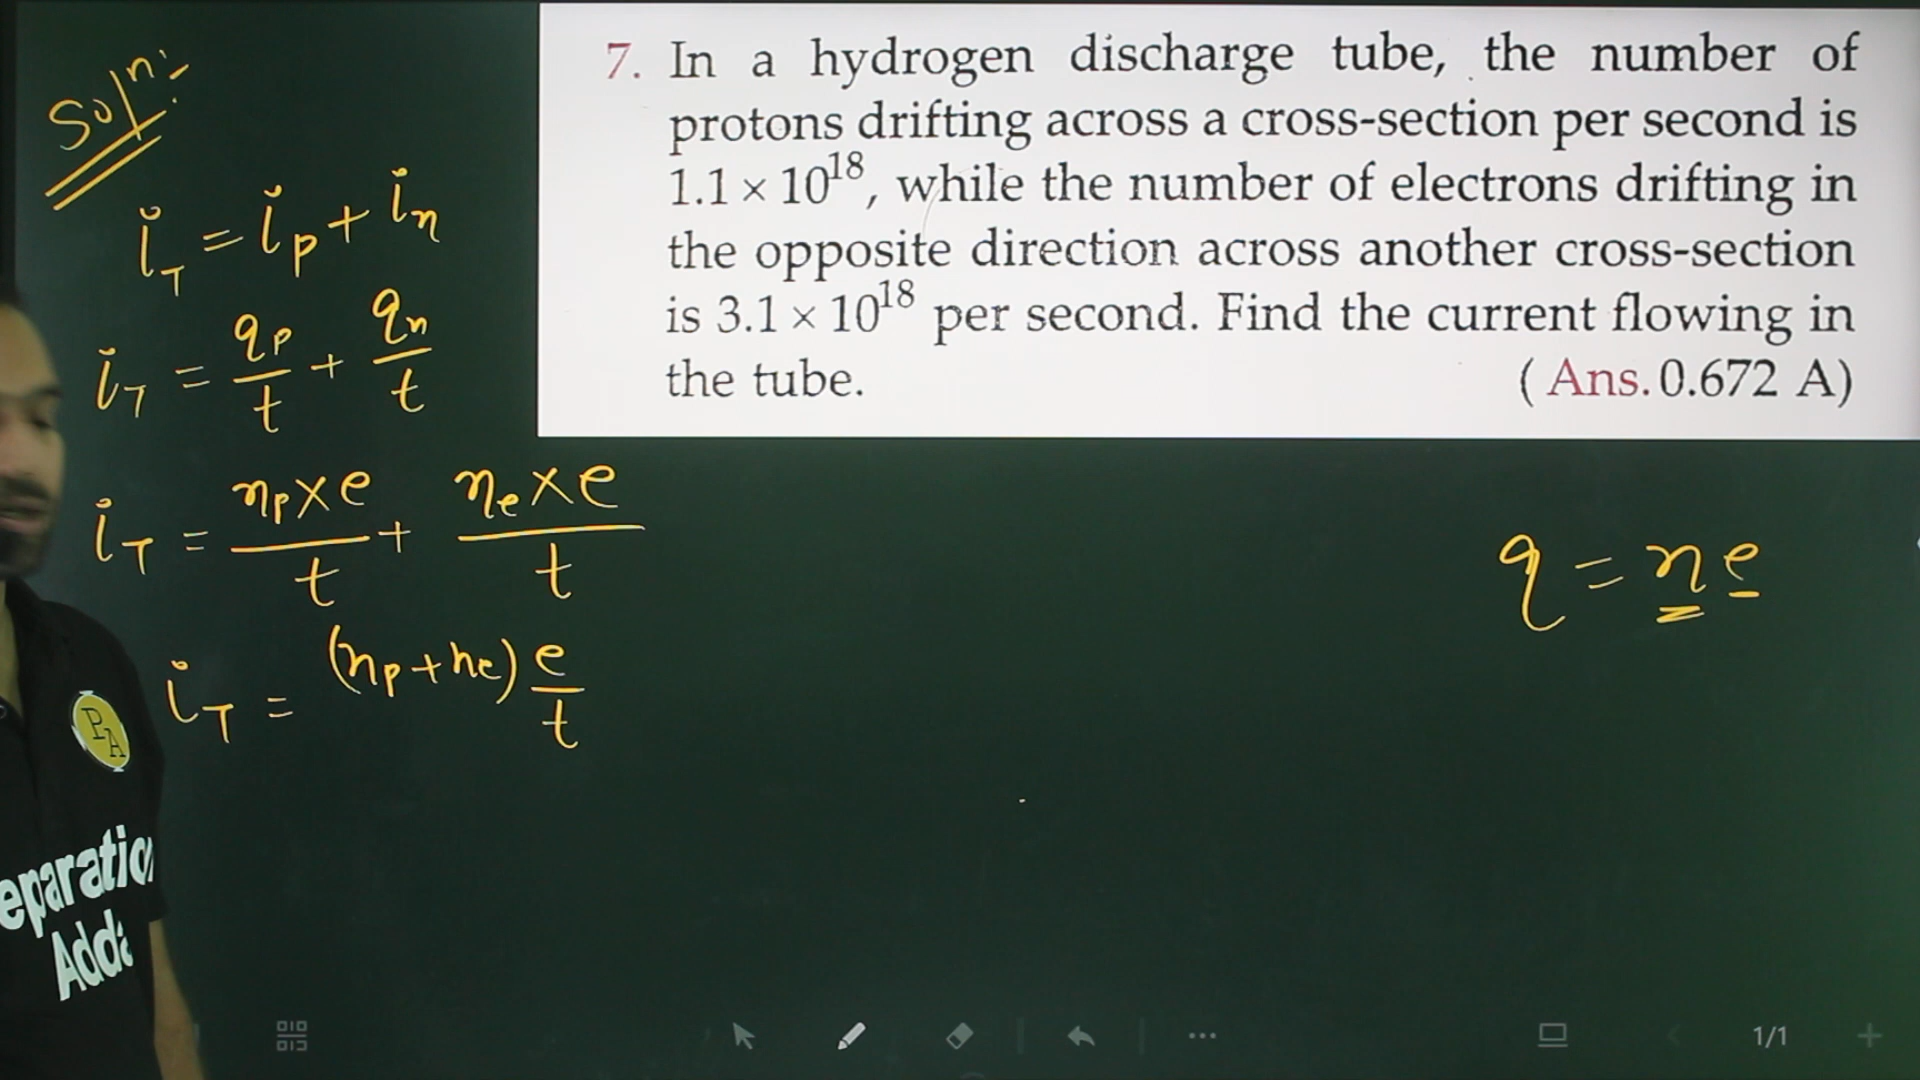 Soln:-
i_T = i_p + i_n
i_T = q_p/t + q_n/t
i_T = n_p×e/t + n_e×e/t
i_T = (n_p+n_e) e/t
7. In a hydrogen discharge tube, the number of
protons drifting across a cross-section per second is
1.1 × 10^18, while the number of electrons drifting in
the opposite direction across another cross-section
is 3.1 × 10^18 per second. Find the current flowing in
the tube. (Ans. 0.672 A)
q = ne
PA
eparation
Adda
1/1